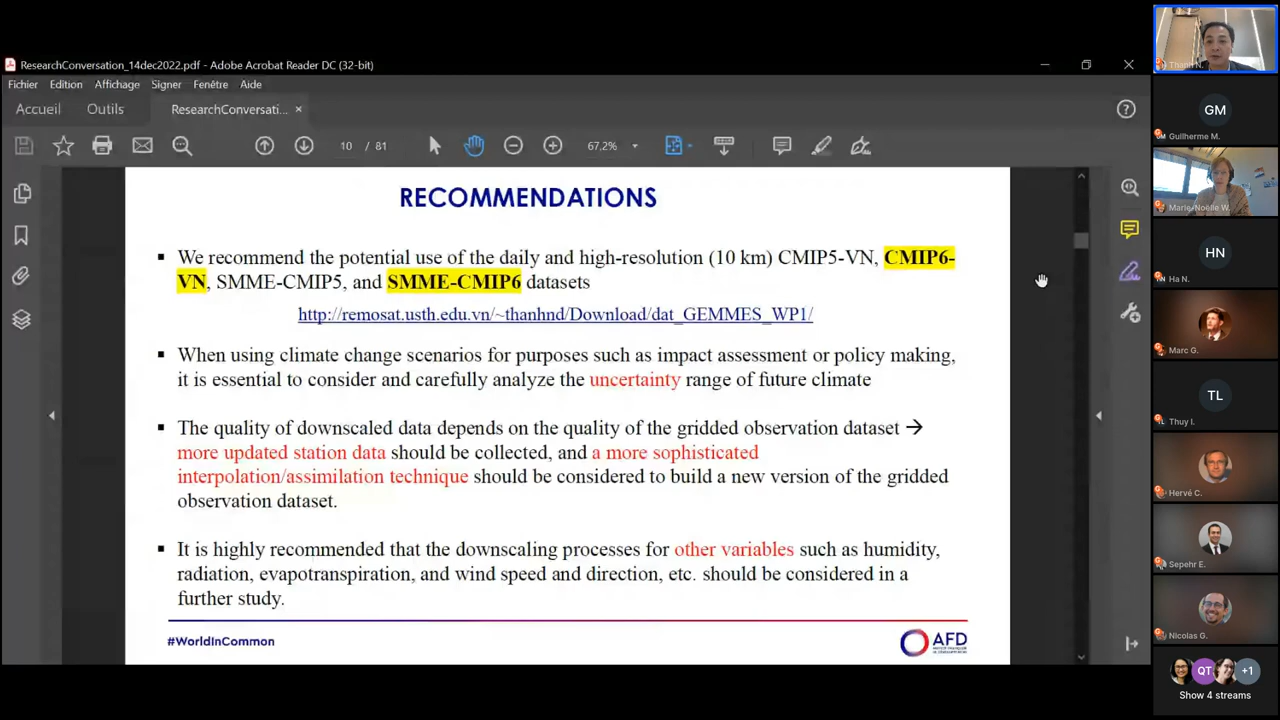 ResearchConversation_14dec2022.pdf - Adobe Acrobat Reader DC (32-bit)
Fichier Edition Affichage Signer Fenêtre Aide
Accueil Outils ResearchConversati... ×
10 / 81 67,2%
RECOMMENDATIONS
▪ We recommend the potential use of the daily and high-resolution (10 km) CMIP5-VN, CMIP6-
VN, SMME-CMIP5, and SMME-CMIP6 datasets
http://remosat.usth.edu.vn/~thanhnd/Download/dat_GEMMES_WP1/
▪ When using climate change scenarios for purposes such as impact assessment or policy making,
it is essential to consider and carefully analyze the uncertainty range of future climate
▪ The quality of downscaled data depends on the quality of the gridded observation dataset →
more updated station data should be collected, and a more sophisticated
interpolation/assimilation technique should be considered to build a new version of the gridded
observation dataset.
▪ It is highly recommended that the downscaling processes for other variables such as humidity,
radiation, evapotranspiration, and wind speed and direction, etc. should be considered in a
further study.
#WorldInCommon
AFD
Thanh N.
GM
Guilherme M.
Marie-Noëlle W.
HN
Ha N.
Marc G.
TL
Thuy l.
Hervé C.
Sepehr E.
Nicolas G.
QT +1
Show 4 streams